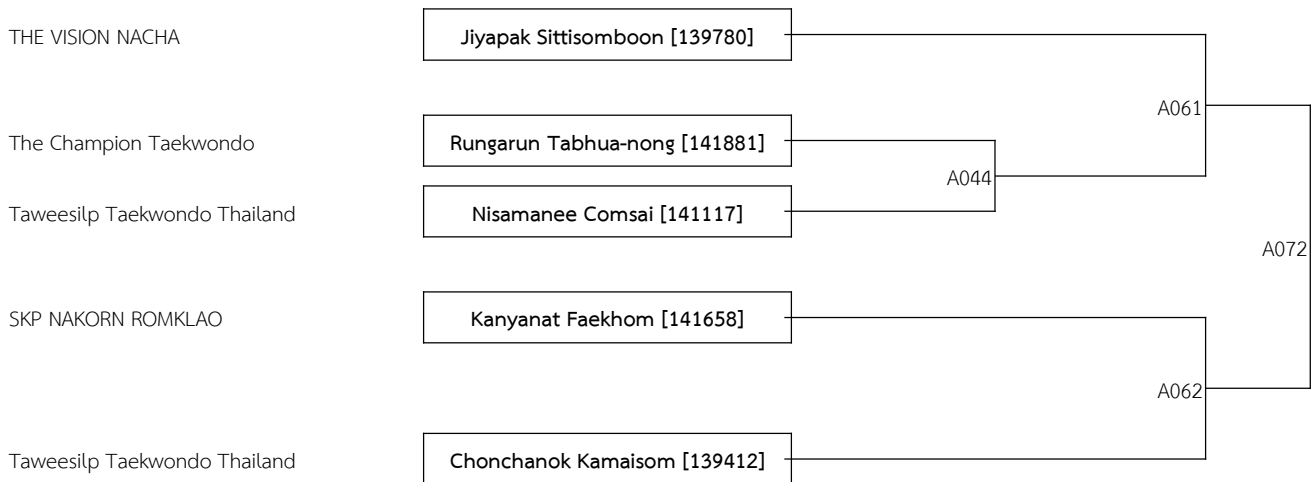 THE VISION NACHA Jiyapak Sittisomboon [139780]
A061
The Champion Taekwondo Rungarun Tabhua-nong [141881]
A044
Taweesilp Taekwondo Thailand Nisamanee Comsai [141117]
A072
SKP NAKORN ROMKLAO Kanyanat Faekhom [141658]
A062
Taweesilp Taekwondo Thailand Chonchanok Kamaisom [139412]